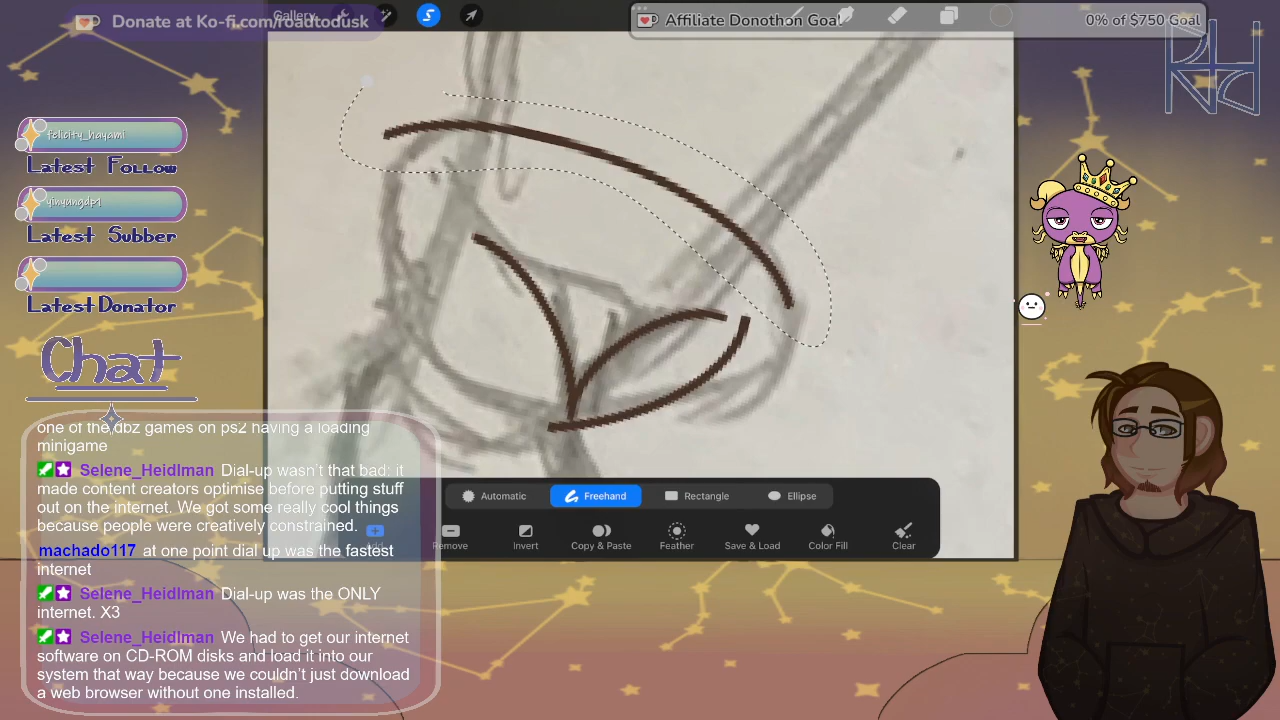 Donate at Ko-fi.com/roadtodusk
Gallery
Affiliate Donothon Goal
0% of $750 Goal
felicity_hayami
Latest Follow
yinyungdp1
Latest Subber
Latest Donator
Chat
one of the dbz games on ps2 having a loading
minigame
Selene_Heidlman Dial-up wasn't that bad: it
made content creators optimise before putting stuff
out on the internet. We got some really cool things
because people were creatively constrained.
machado117 at one point dial up was the fastest
internet
Selene_Heidlman Dial-up was the ONLY
internet. X3
Selene_Heidlman We had to get our internet
software on CD-ROM disks and load it into our
system that way because we couldn't just download
a web browser without one installed.
Automatic
Freehand
Rectangle
Ellipse
Add
Remove
Invert
Copy & Paste
Feather
Save & Load
Color Fill
Clear